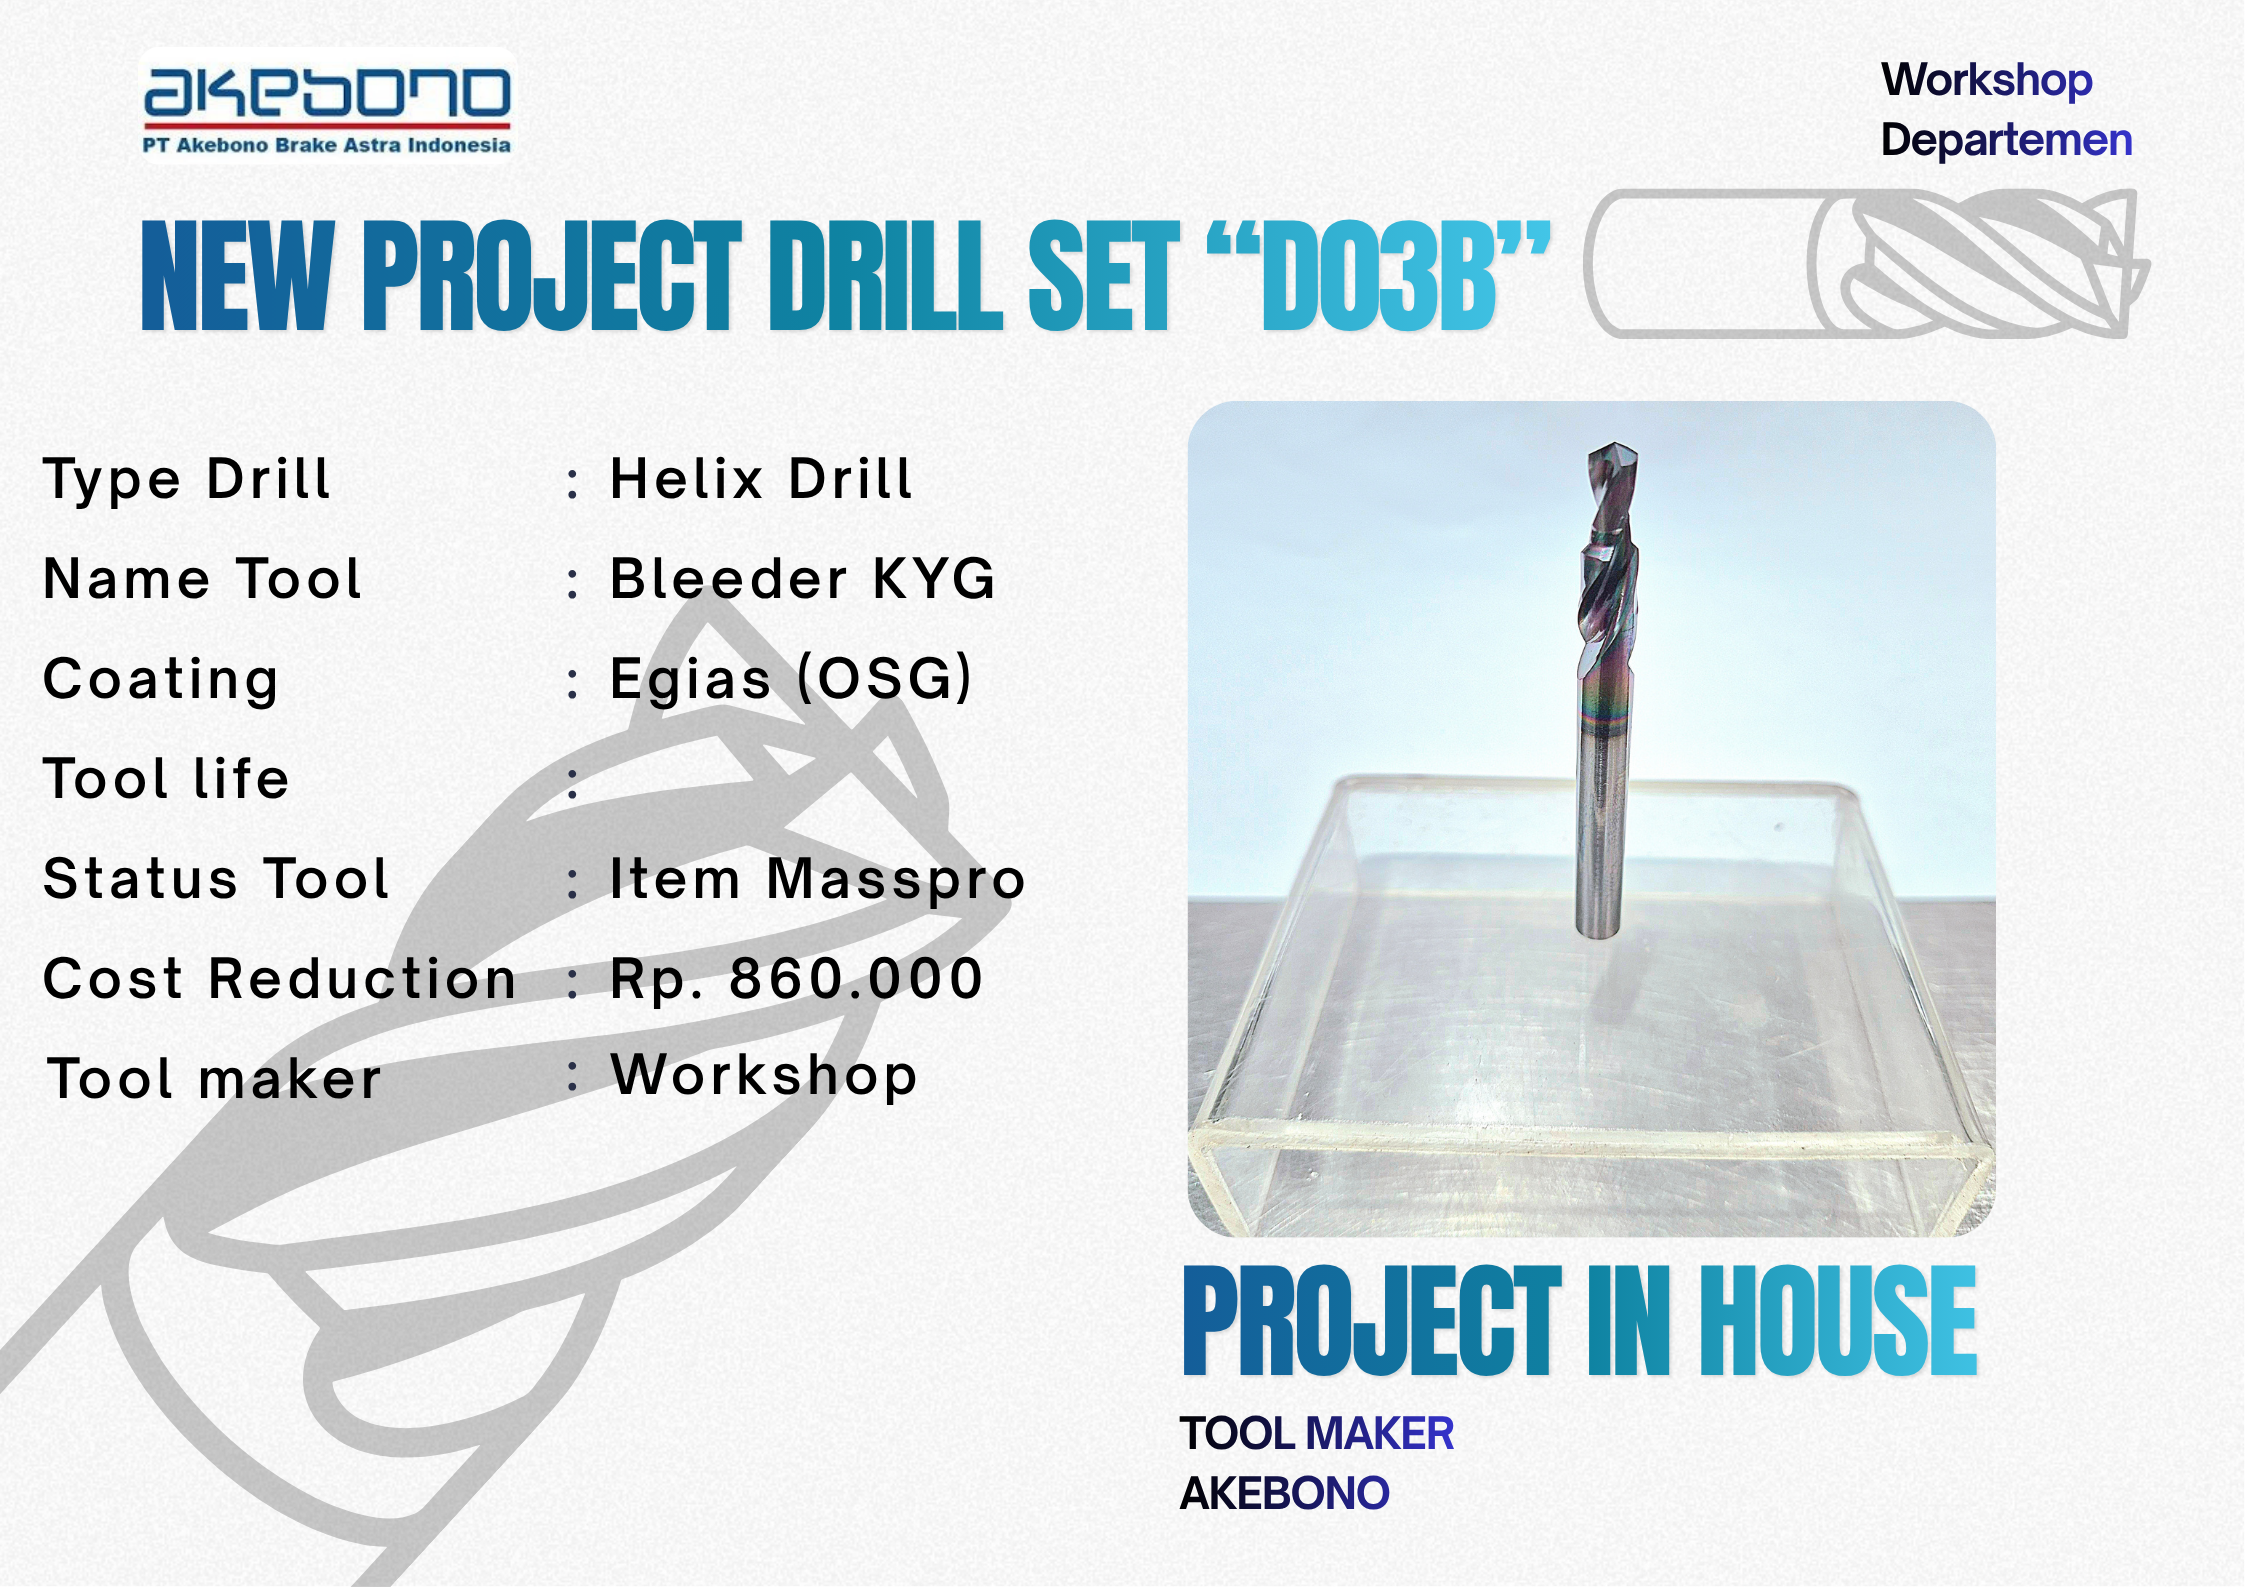 akebono
PT Akebono Brake Astra Indonesia
Workshop
Departemen
NEW PROJECT DRILL SET “D03B”
Type Drill : Helix Drill
Name Tool : Bleeder KYG
Coating : Egias (OSG)
Tool life :
Status Tool : Item Masspro
Cost Reduction : Rp. 860.000
Tool maker : Workshop
PROJECT IN HOUSE
TOOL MAKER
AKEBONO